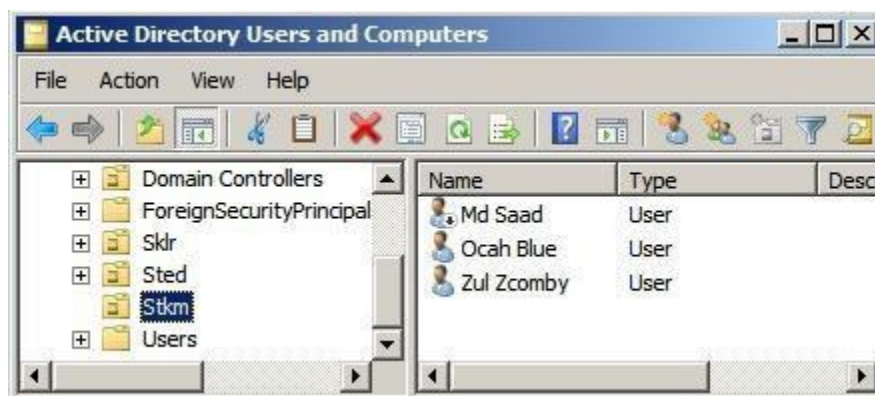 Active Directory Users and Computers
File Action View Help
Domain Controllers
ForeignSecurityPrincipal
Sklr
Sted
Stkm
Users
Name Type Desc
Md Saad User
Ocah Blue User
Zul Zcomby User